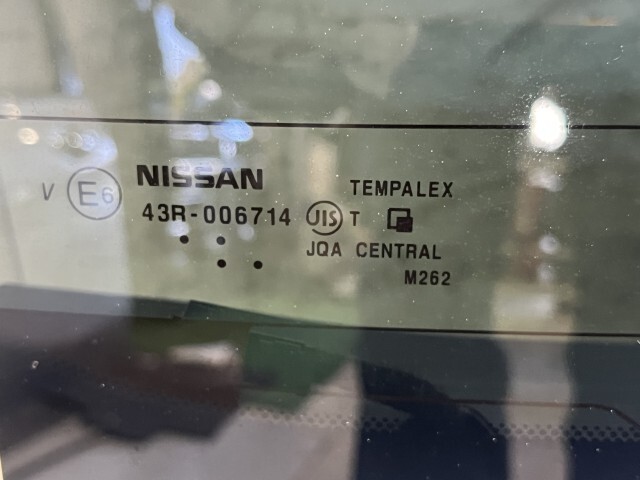 NISSAN
V E6 43R-006714
TEMPALEX
JIS T
JQA CENTRAL
M262